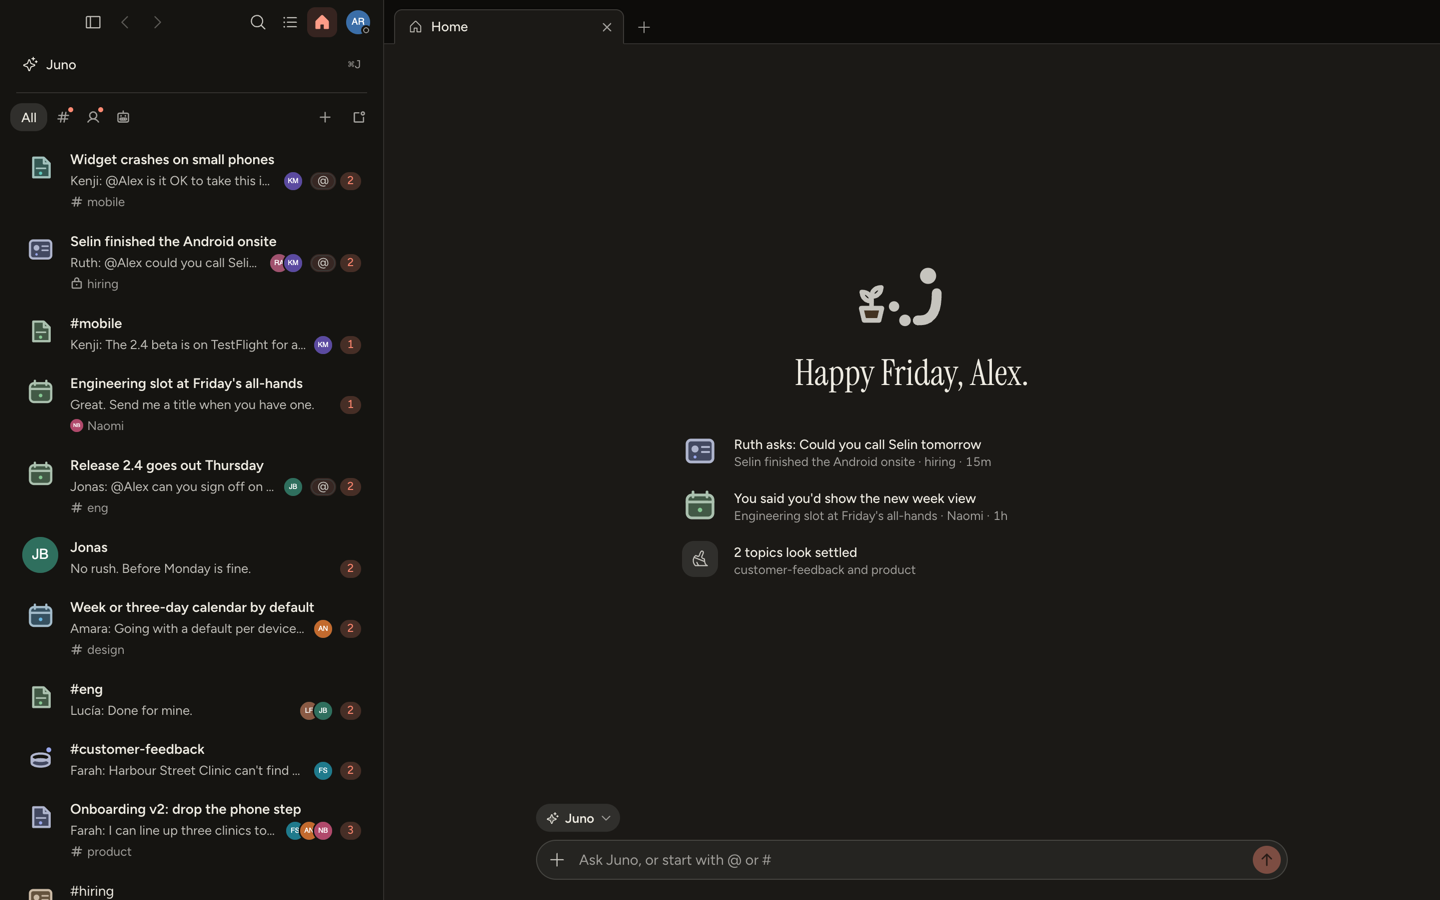 AR
Juno
⌘J
All
Widget crashes on small phones
Kenji: @Alex is it OK to take this i...
KM
@
2
# mobile
Selin finished the Android onsite
Ruth: @Alex could you call Seli...
KM
@
2
hiring
#mobile
Kenji: The 2.4 beta is on TestFlight for a...
KM
1
Engineering slot at Friday's all-hands
Great. Send me a title when you have one.
1
NB
Naomi
Release 2.4 goes out Thursday
Jonas: @Alex can you sign off on ...
JB
@
2
# eng
JB
Jonas
No rush. Before Monday is fine.
2
Week or three-day calendar by default
Amara: Going with a default per device...
AN
2
# design
#eng
Lucía: Done for mine.
JB
2
#customer-feedback
Farah: Harbour Street Clinic can't find ...
FS
2
Onboarding v2: drop the phone step
Farah: I can line up three clinics to...
NB
3
# product
#hiring
Home
Happy Friday, Alex.
Ruth asks: Could you call Selin tomorrow
Selin finished the Android onsite · hiring · 15m
You said you'd show the new week view
Engineering slot at Friday's all-hands · Naomi · 1h
2 topics look settled
customer-feedback and product
Juno
Ask Juno, or start with @ or #